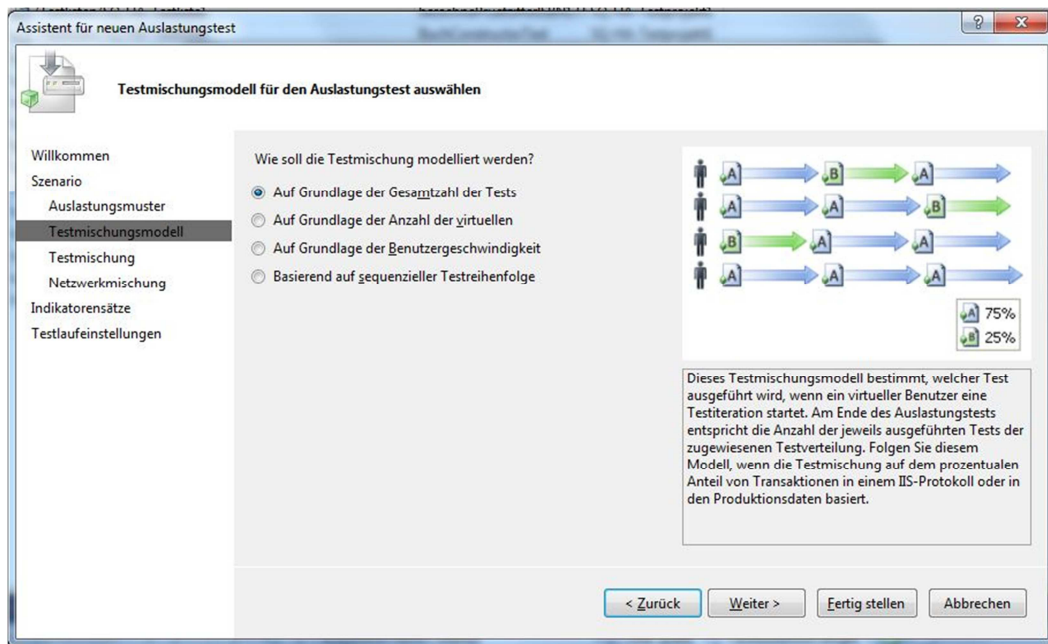 Assistent für neuen Auslastungstest
Testmischungsmodell für den Auslastungstest auswählen
Willkommen
Szenario
Auslastungsmuster
Testmischungsmodell
Testmischung
Netzwerkmischung
Indikatorensätze
Testlaufeinstellungen
Wie soll die Testmischung modelliert werden?
Auf Grundlage der Gesamtzahl der Tests
Auf Grundlage der Anzahl der virtuellen
Auf Grundlage der Benutzergeschwindigkeit
Basierend auf sequenzieller Testreihenfolge
A B A
A A B
B A A
A A A
A 75%
B 25%
Dieses Testmischungsmodell bestimmt, welcher Test
ausgeführt wird, wenn ein virtueller Benutzer eine
Testiteration startet. Am Ende des Auslastungstests
entspricht die Anzahl der jeweils ausgeführten Tests der
zugewiesenen Testverteilung. Folgen Sie diesem
Modell, wenn die Testmischung auf dem prozentualen
Anteil von Transaktionen in einem IIS-Protokoll oder in
den Produktionsdaten basiert.
< Zurück
Weiter >
Fertig stellen
Abbrechen